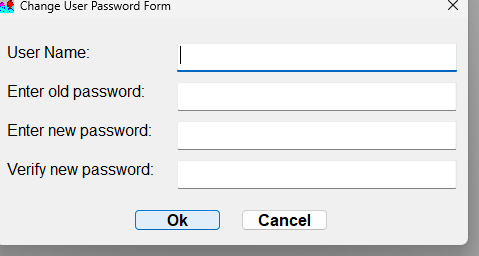 Change User Password Form
User Name:
Enter old password:
Enter new password:
Verify new password:
Ok Cancel